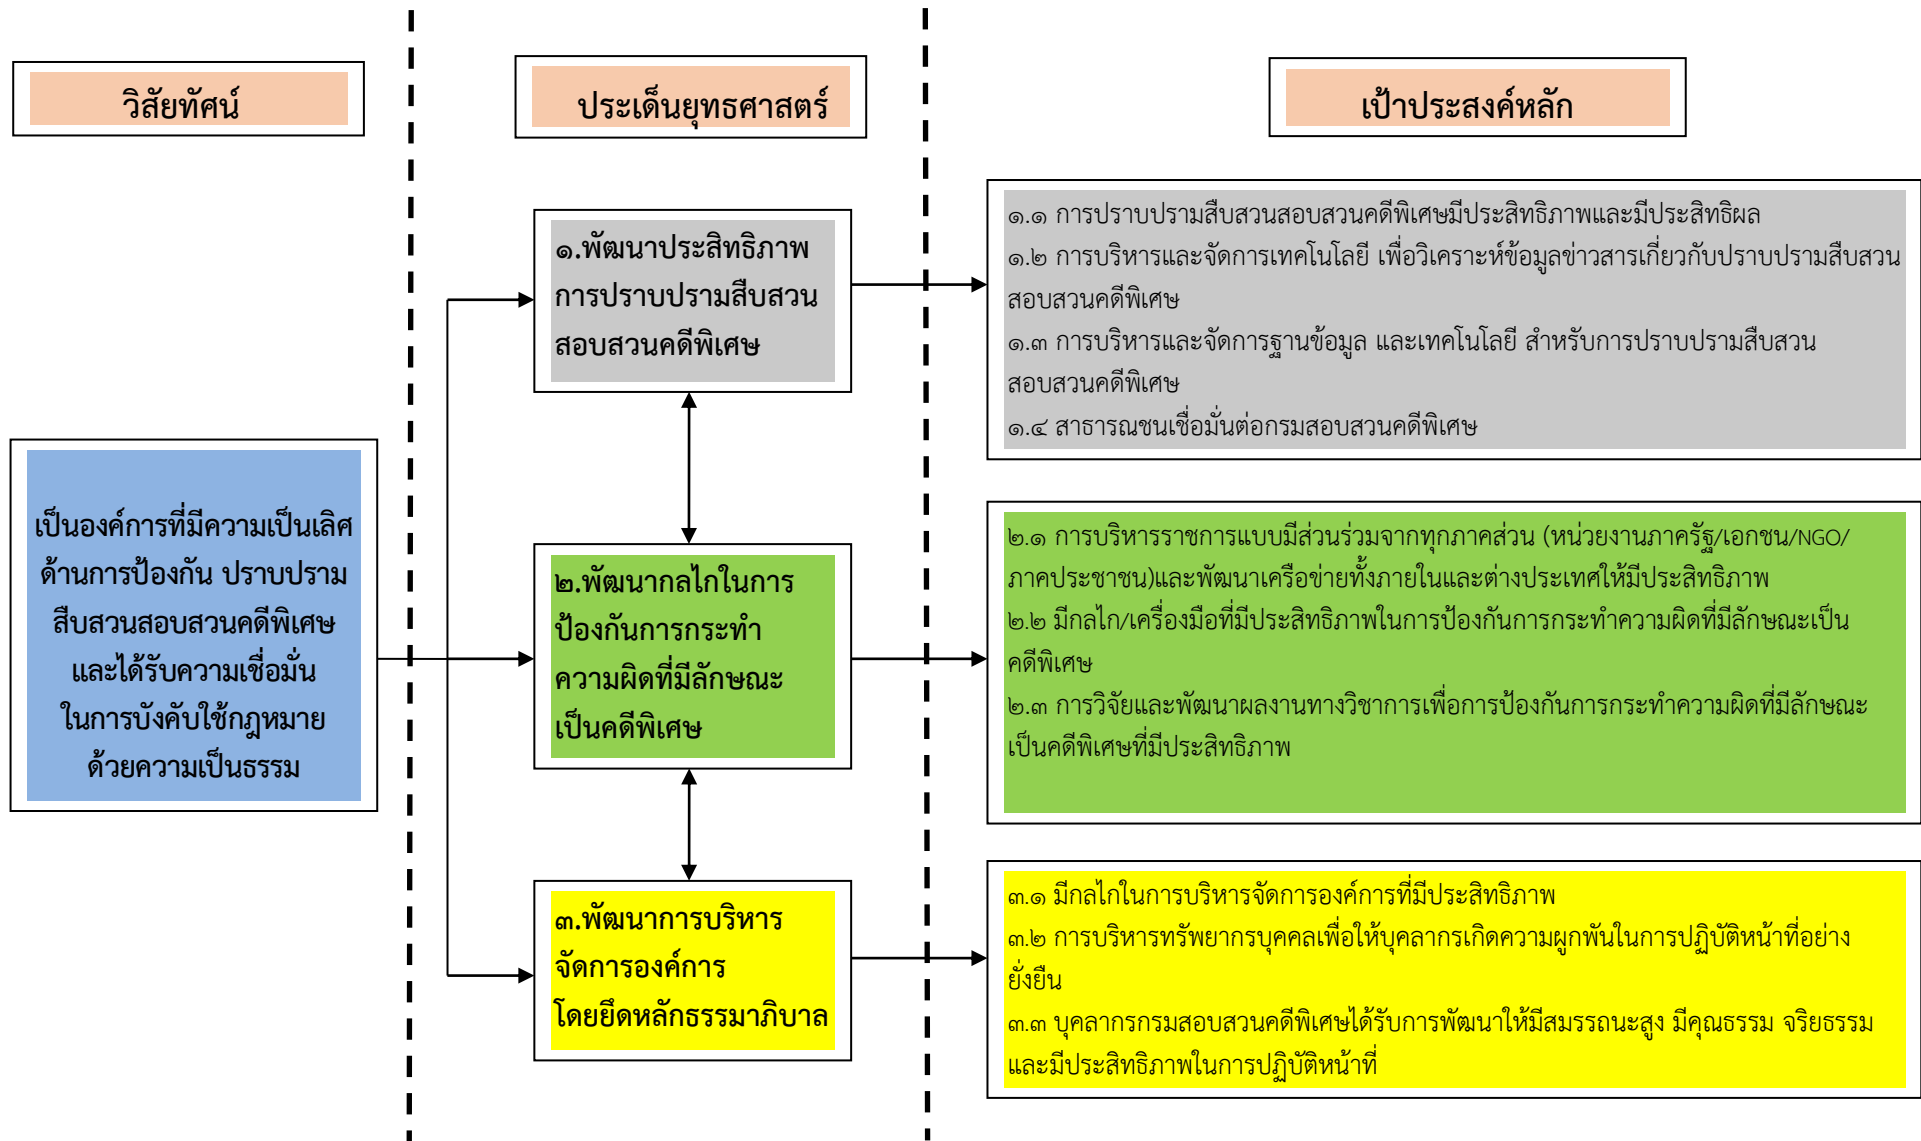 วิสัยทัศน์
ประเด็นยุทธศาสตร์
เป้าประสงค์หลัก
เป็นองค์การที่มีความเป็นเลิศ
ด้านการป้องกัน ปราบปราม
สืบสวนสอบสวนคดีพิเศษ
และได้รับความเชื่อมั่น
ในการบังคับใช้กฎหมาย
ด้วยความเป็นธรรม
๑.พัฒนาประสิทธิภาพ
การปราบปรามสืบสวน
สอบสวนคดีพิเศษ
๑.๑ การปราบปรามสืบสวนสอบสวนคดีพิเศษมีประสิทธิภาพและมีประสิทธิผล
๑.๒ การบริหารและจัดการเทคโนโลยี เพื่อวิเคราะห์ข้อมูลข่าวสารเกี่ยวกับปราบปรามสืบสวน
สอบสวนคดีพิเศษ
๑.๓ การบริหารและจัดการฐานข้อมูล และเทคโนโลยี สำหรับการปราบปรามสืบสวน
สอบสวนคดีพิเศษ
๑.๔ สาธารณชนเชื่อมั่นต่อกรมสอบสวนคดีพิเศษ
๒.พัฒนากลไกในการ
ป้องกันการกระทำ
ความผิดที่มีลักษณะ
เป็นคดีพิเศษ
๒.๑ การบริหารราชการแบบมีส่วนร่วมจากทุกภาคส่วน (หน่วยงานภาครัฐ/เอกชน/NGO/
ภาคประชาชน)และพัฒนาเครือข่ายทั้งภายในและต่างประเทศให้มีประสิทธิภาพ
๒.๒ มีกลไก/เครื่องมือที่มีประสิทธิภาพในการป้องกันการกระทำความผิดที่มีลักษณะเป็น
คดีพิเศษ
๒.๓ การวิจัยและพัฒนาผลงานทางวิชาการเพื่อการป้องกันการกระทำความผิดที่มีลักษณะ
เป็นคดีพิเศษที่มีประสิทธิภาพ
๓.พัฒนาการบริหาร
จัดการองค์การ
โดยยึดหลักธรรมาภิบาล
๓.๑ มีกลไกในการบริหารจัดการองค์การที่มีประสิทธิภาพ
๓.๒ การบริหารทรัพยากรบุคคลเพื่อให้บุคลากรเกิดความผูกพันในการปฏิบัติหน้าที่อย่าง
ยั่งยืน
๓.๓ บุคลากรกรมสอบสวนคดีพิเศษได้รับการพัฒนาให้มีสมรรถนะสูง มีคุณธรรม จริยธรรม
และมีประสิทธิภาพในการปฏิบัติหน้าที่